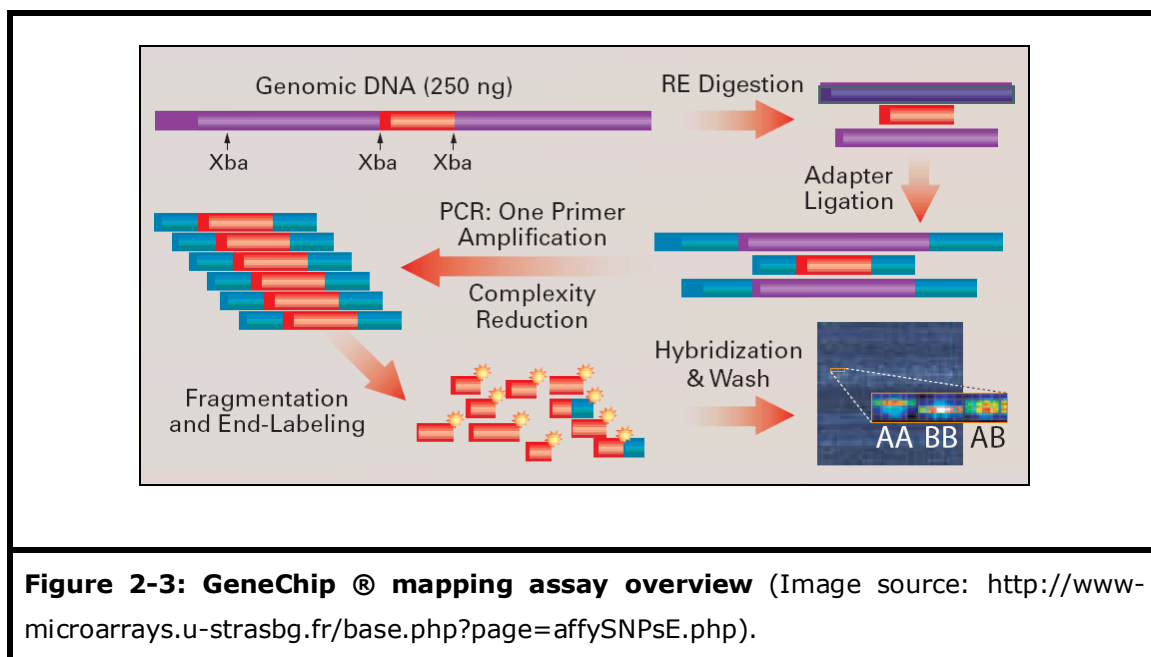 Genomic DNA (250 ng)
RE Digestion
Xba
Xba
Xba
Adapter
Ligation
PCR: One Primer
Amplification
Complexity
Reduction
Fragmentation
and End-Labeling
Hybridization
& Wash
AA
BB
AB
Figure 2-3: GeneChip ® mapping assay overview (Image source: http://www-
microarrays.u-strasbg.fr/base.php?page=affySNPsE.php).